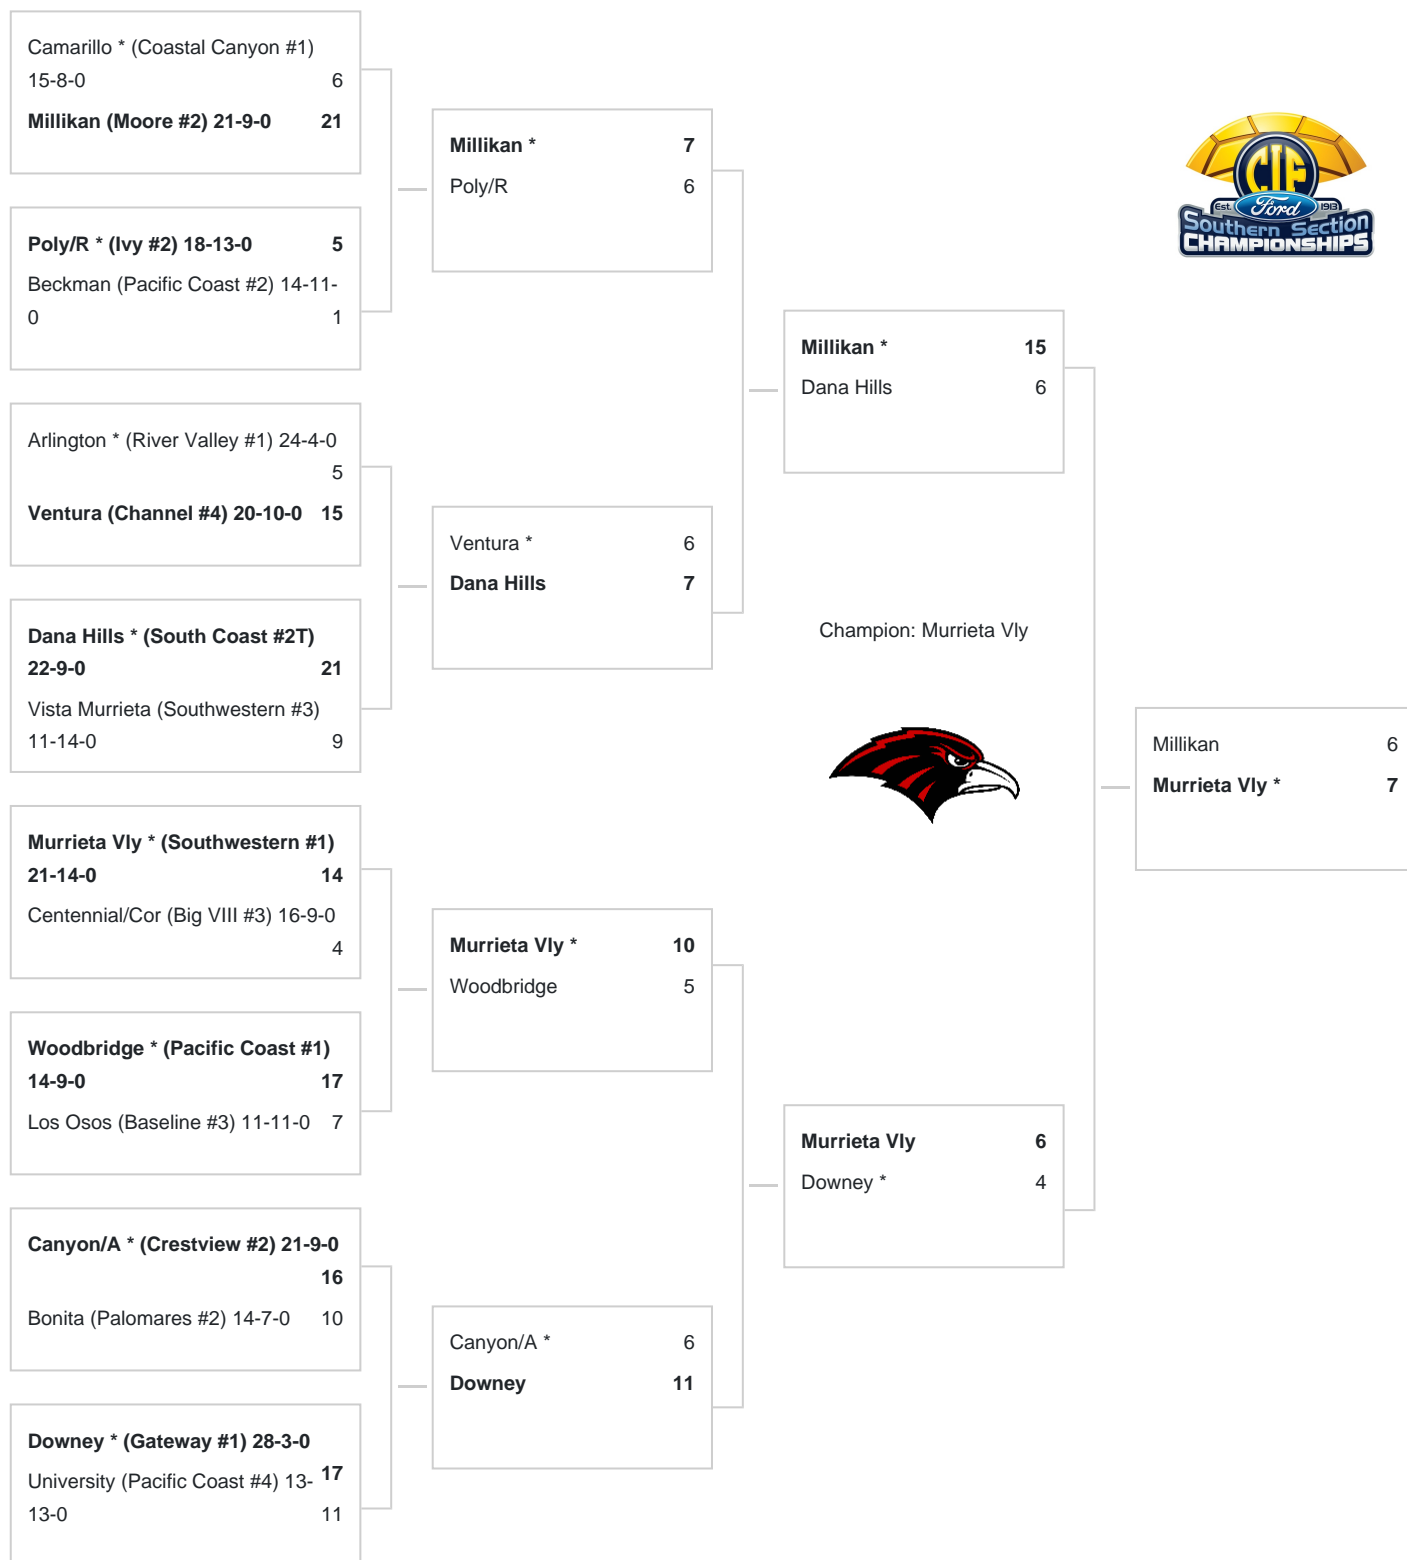 Camarillo * (Coastal Canyon #1)
15-8-0 6
Millikan (Moore #2) 21-9-0 21
Poly/R * (Ivy #2) 18-13-0 5
Beckman (Pacific Coast #2) 14-11-
0 1
Arlington * (River Valley #1) 24-4-0
5
Ventura (Channel #4) 20-10-0 15
Dana Hills * (South Coast #2T)
22-9-0 21
Vista Murrieta (Southwestern #3)
11-14-0 9
Murrieta Vly * (Southwestern #1)
21-14-0 14
Centennial/Cor (Big VIII #3) 16-9-0
4
Woodbridge * (Pacific Coast #1)
14-9-0 17
Los Osos (Baseline #3) 11-11-0 7
Canyon/A * (Crestview #2) 21-9-0
16
Bonita (Palomares #2) 14-7-0 10
Downey * (Gateway #1) 28-3-0
17
University (Pacific Coast #4) 13-
13-0 11
Millikan * 7
Poly/R 6
Ventura * 6
Dana Hills 7
Murrieta Vly * 10
Woodbridge 5
Canyon/A * 6
Downey 11
Millikan * 15
Dana Hills 6
Murrieta Vly 6
Downey * 4
CIF
Est. Ford 1913
Southern Section
CHAMPIONSHIPS
Champion: Murrieta Vly
Millikan 6
Murrieta Vly * 7